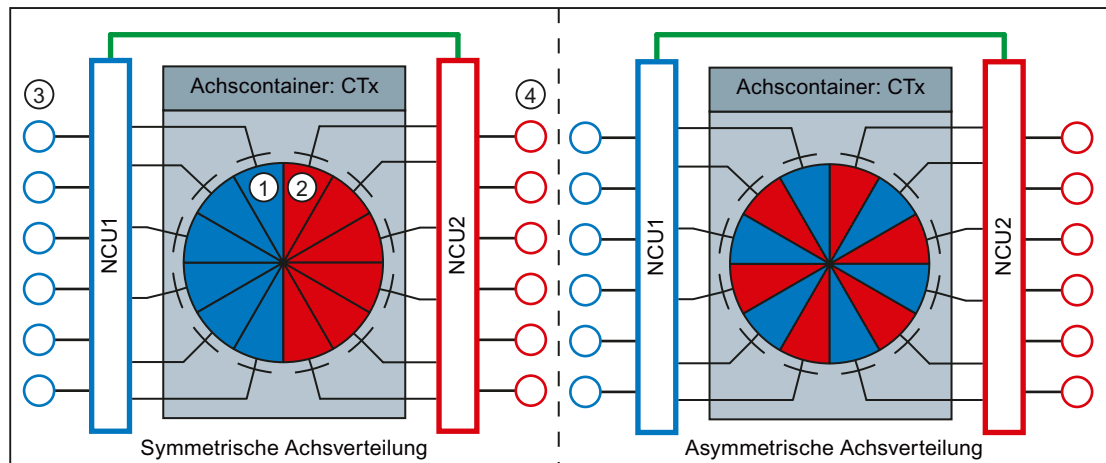 Achscontainer: CTx
3
4
1
2
NCU1
NCU2
Symmetrische Achsverteilung
Achscontainer: CTx
NCU1
NCU2
Asymmetrische Achsverteilung